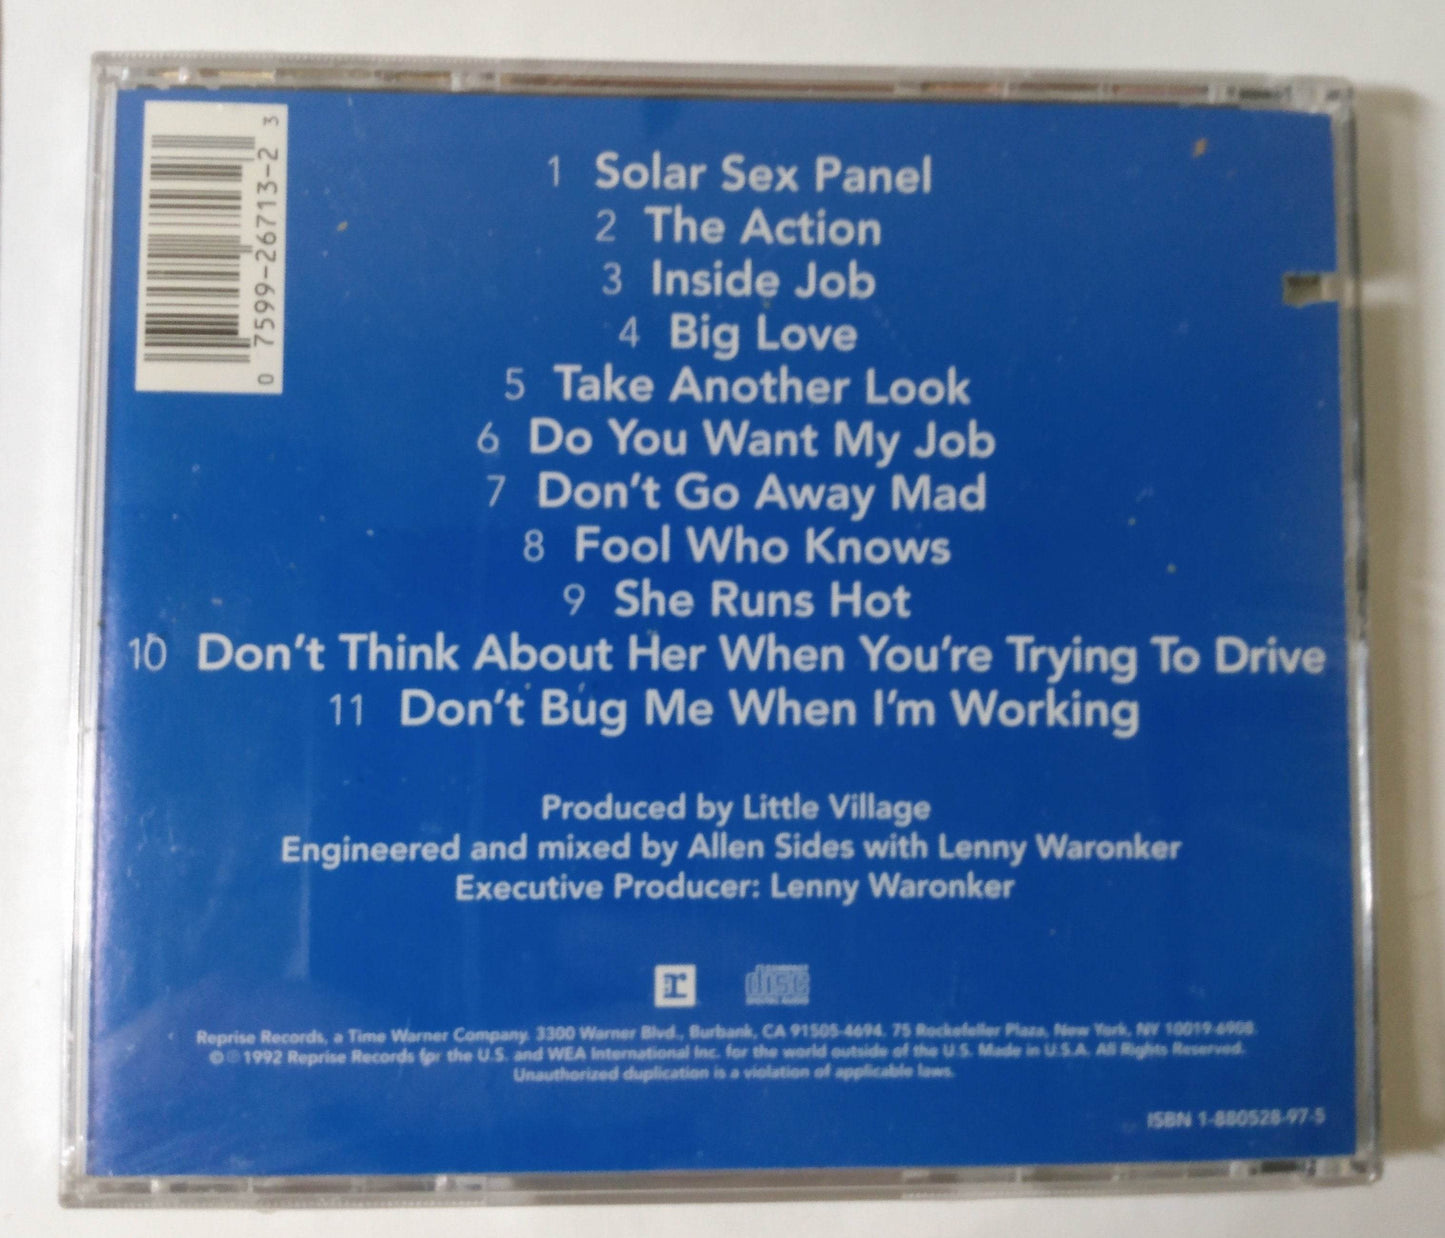 0 7599-26713-2 3
1 Solar Sex Panel
2 The Action
3 Inside Job
4 Big Love
5 Take Another Look
6 Do You Want My Job
7 Don't Go Away Mad
8 Fool Who Knows
9 She Runs Hot
10 Don't Think About Her When You're Trying To Drive
11 Don't Bug Me When I'm Working
Produced by Little Village
Engineered and mixed by Allen Sides with Lenny Waronker
Executive Producer: Lenny Waronker
r
COMPACT
disc
DIGITAL AUDIO
Reprise Records, a Time Warner Company. 3300 Warner Blvd., Burbank, CA 91505-4694. 75 Rockefeller Plaza, New York, NY 10019-6908.
© ℗ 1992 Reprise Records for the U.S. and WEA International Inc. for the world outside of the U.S. Made in U.S.A. All Rights Reserved.
Unauthorized duplication is a violation of applicable laws.
ISBN 1-880528-97-5